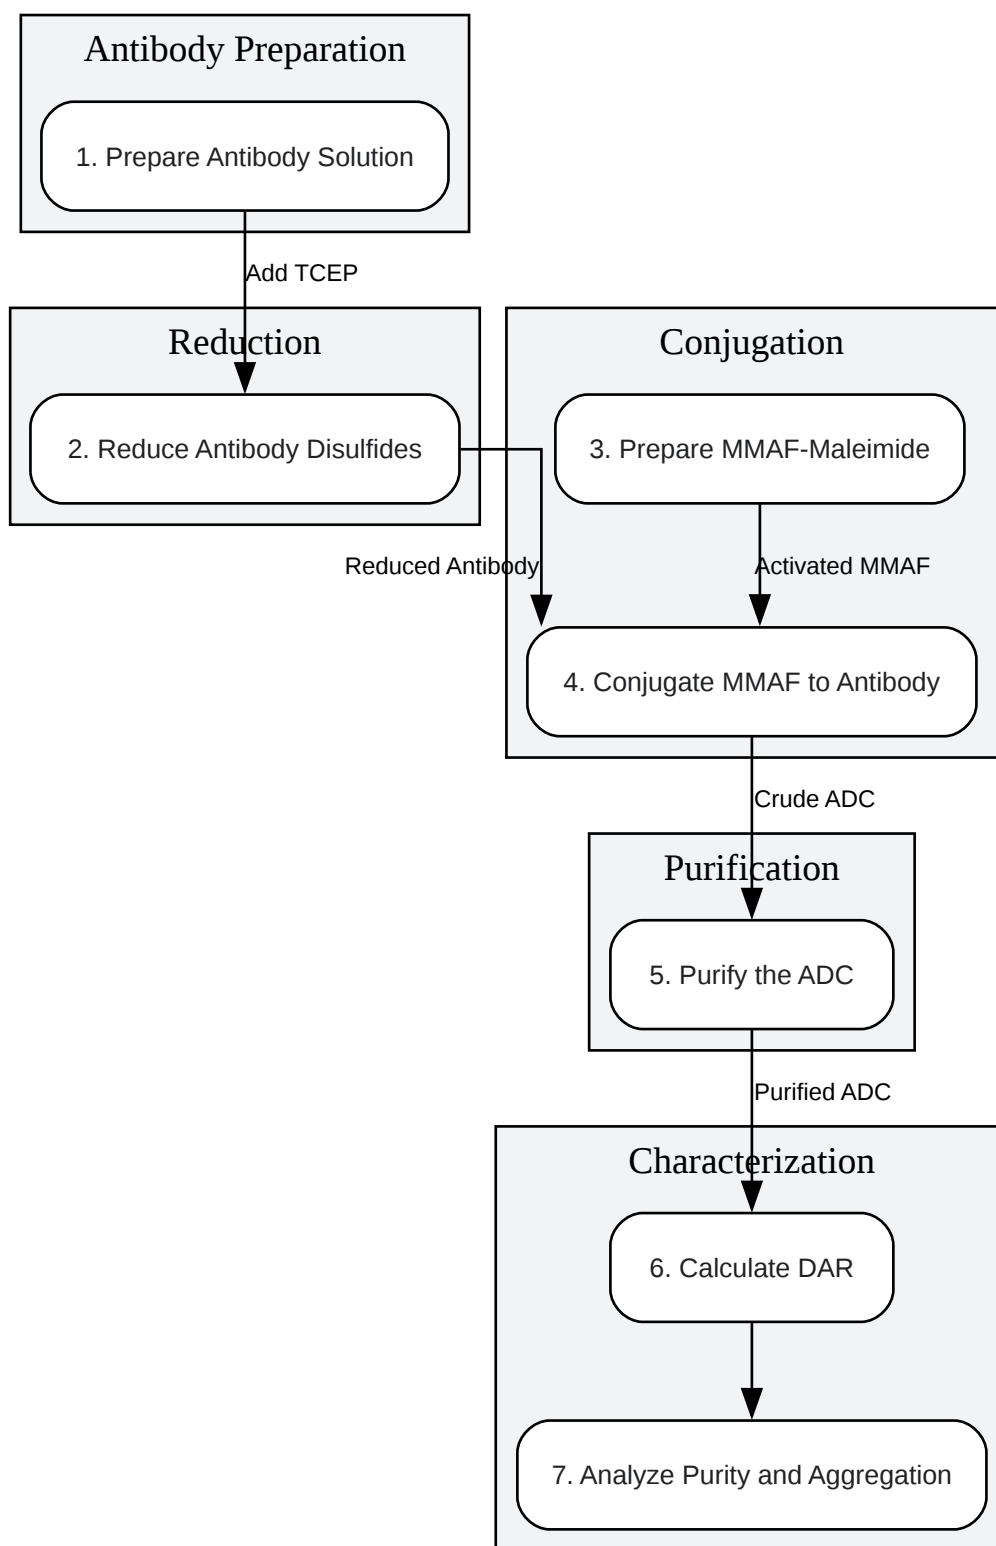 Antibody Preparation
1. Prepare Antibody Solution
Add TCEP
Reduction
2. Reduce Antibody Disulfides
Conjugation
3. Prepare MMAF-Maleimide
Reduced Antibody
Activated MMAF
4. Conjugate MMAF to Antibody
Crude ADC
Purification
5. Purify the ADC
Purified ADC
Characterization
6. Calculate DAR
7. Analyze Purity and Aggregation